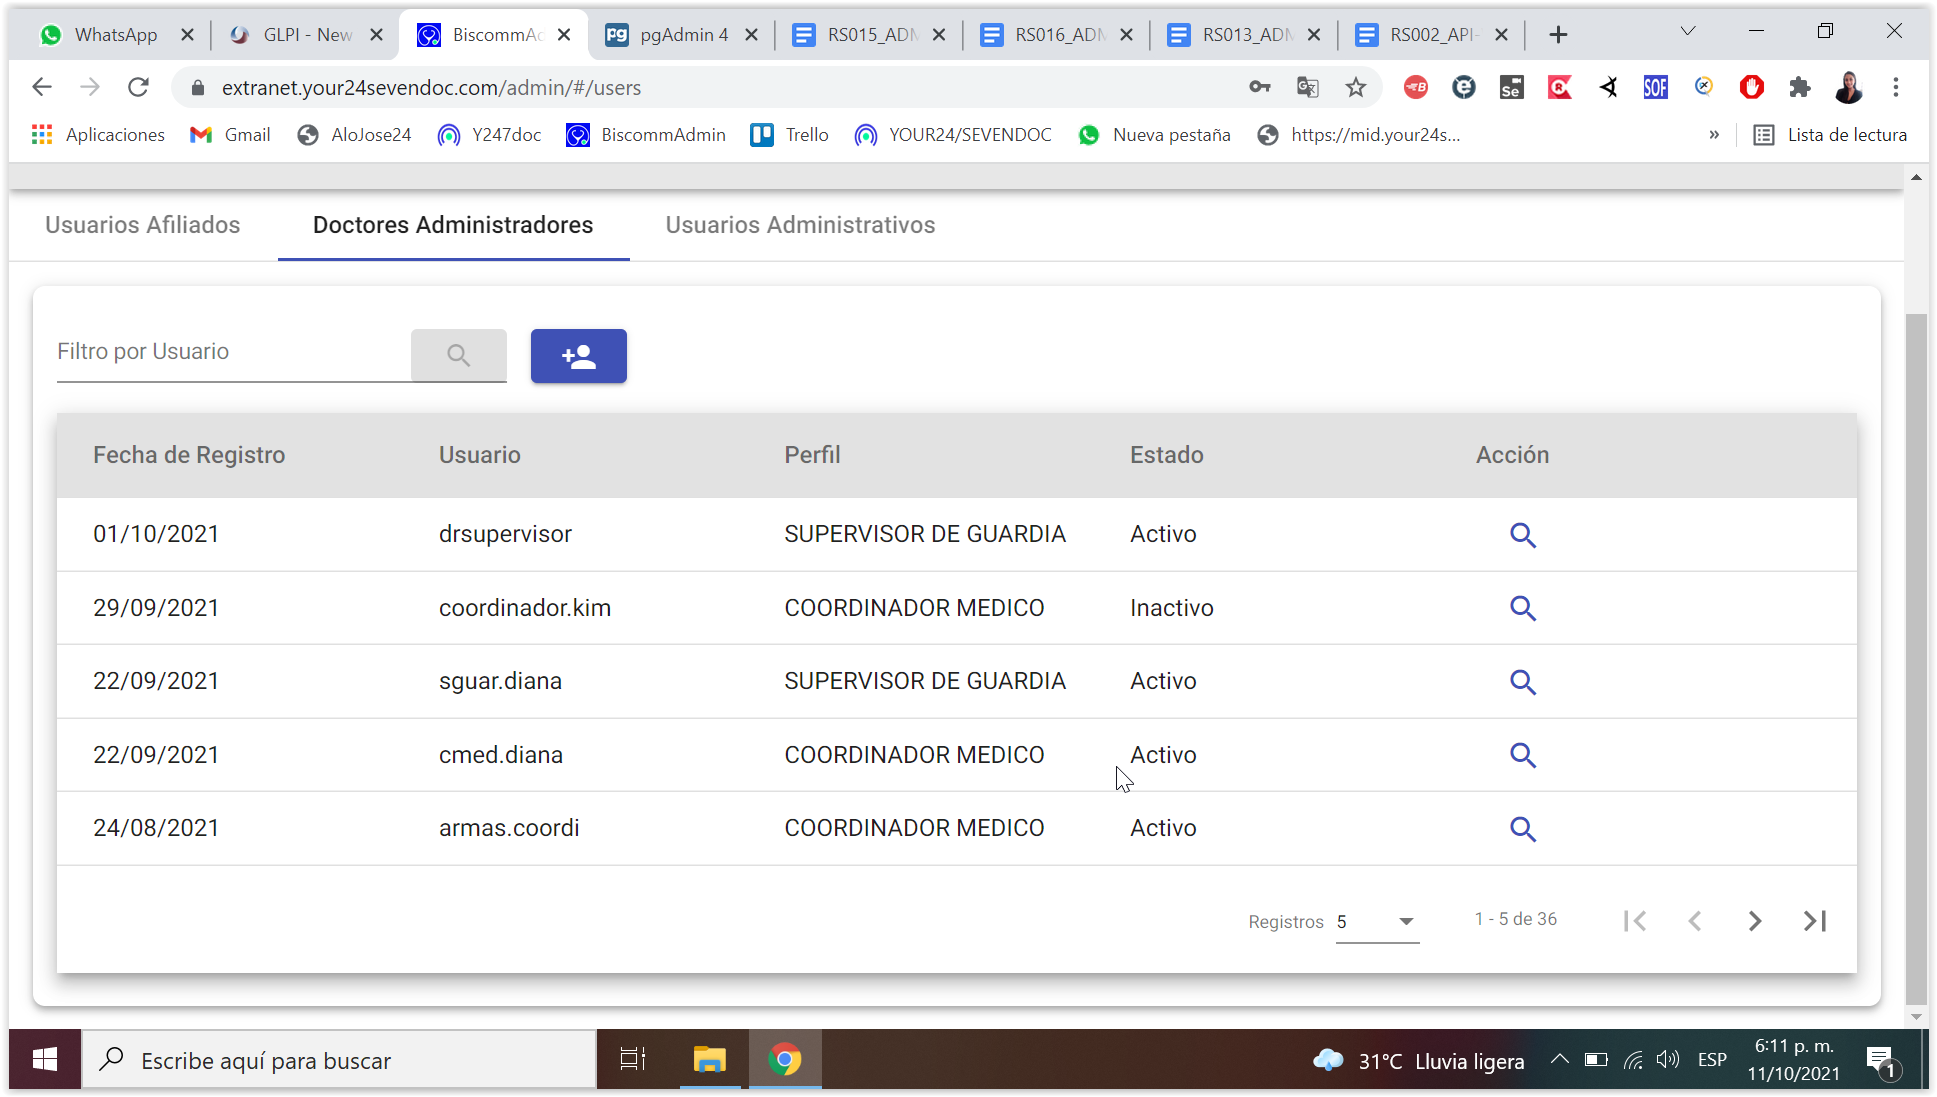 WhatsApp
GLPI - New
BiscommAd
pgAdmin 4
RS015_ADM
RS016_ADM
RS013_ADM
RS002_API-
extranet.your24sevendoc.com/admin/#/users
Se
SOF
Aplicaciones
Gmail
AloJose24
Y247doc
BiscommAdmin
Trello
YOUR24/SEVENDOC
Nueva pestaña
https://mid.your24s...
»
Lista de lectura
Usuarios Afiliados
Doctores Administradores
Usuarios Administrativos
Filtro por Usuario
Fecha de Registro Usuario Perfil Estado Acción
01/10/2021 drsupervisor SUPERVISOR DE GUARDIA Activo
29/09/2021 coordinador.kim COORDINADOR MEDICO Inactivo
22/09/2021 sguar.diana SUPERVISOR DE GUARDIA Activo
22/09/2021 cmed.diana COORDINADOR MEDICO Activo
24/08/2021 armas.coordi COORDINADOR MEDICO Activo
Registros 5 1 - 5 de 36
Escribe aquí para buscar
31°C Lluvia ligera
ESP
6:11 p. m.
11/10/2021
1